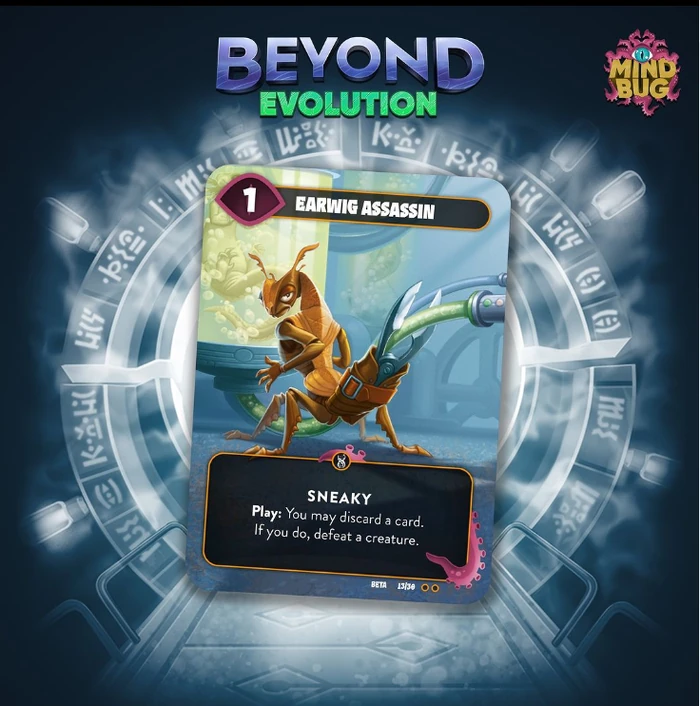 BEYOND
EVOLUTION
MIND
BUG
1
EARWIG ASSASSIN
SNEAKY
Play: You may discard a card.
If you do, defeat a creature.
BETA 13/58